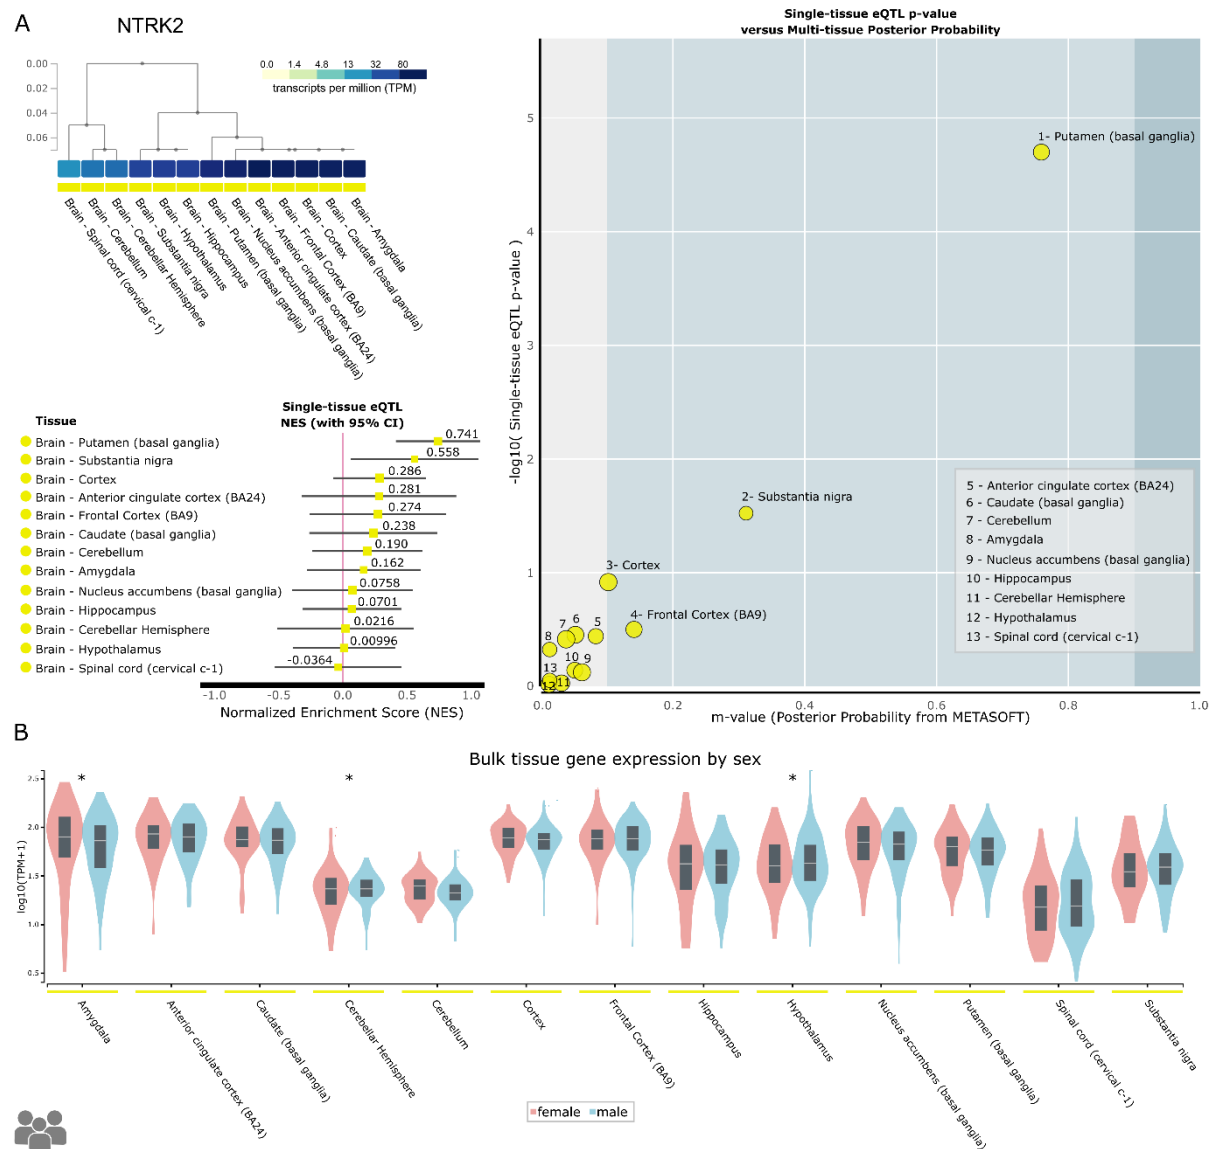 A
NTRK2
0.00
0.02
0.04
0.06
0.0 1.4 4.8 13 32 80
transcripts per million (TPM)
Brain - Spinal cord (cervical c-1)
Brain - Cerebellum
Brain - Cerebellar Hemisphere
Brain - Substantia nigra
Brain - Hypothalamus
Brain - Hippocampus
Brain - Putamen (basal ganglia)
Brain - Nucleus accumbens (basal ganglia)
Brain - Anterior cingulate cortex (BA24)
Brain - Frontal Cortex (BA9)
Brain - Cortex
Brain - Caudate (basal ganglia)
Brain - Amygdala
Single-tissue eQTL
NES (with 95% CI)
Tissue
Brain - Putamen (basal ganglia) 0.741
Brain - Substantia nigra 0.558
Brain - Cortex 0.286
Brain - Anterior cingulate cortex (BA24) 0.281
Brain - Frontal Cortex (BA9) 0.274
Brain - Caudate (basal ganglia) 0.238
Brain - Cerebellum 0.190
Brain - Amygdala 0.162
Brain - Nucleus accumbens (basal ganglia) 0.0758
Brain - Hippocampus 0.0701
Brain - Cerebellar Hemisphere 0.0216
Brain - Hypothalamus 0.00996
Brain - Spinal cord (cervical c-1) -0.0364
-1.0 -0.5 0.0 0.5 1.0
Normalized Enrichment Score (NES)
Single-tissue eQTL p-value
versus Multi-tissue Posterior Probability
-log10( Single-tissue eQTL p-value )
5
4
3
2
1
0
1- Putamen (basal ganglia)
2- Substantia nigra
3- Cortex
4- Frontal Cortex (BA9)
8 7 6 5
13 10 9
12 11
5 - Anterior cingulate cortex (BA24)
6 - Caudate (basal ganglia)
7 - Cerebellum
8 - Amygdala
9 - Nucleus accumbens (basal ganglia)
10 - Hippocampus
11 - Cerebellar Hemisphere
12 - Hypothalamus
13 - Spinal cord (cervical c-1)
0.0 0.2 0.4 0.6 0.8 1.0
m-value (Posterior Probability from METASOFT)
B
Bulk tissue gene expression by sex
* * *
log10(TPM+1)
2.5
2.0
1.5
1.0
0.5
Amygdala
Anterior cingulate cortex (BA24)
Caudate (basal ganglia)
Cerebellar Hemisphere
Cerebellum
Cortex
Frontal Cortex (BA9)
Hippocampus
Hypothalamus
Nucleus accumbens (basal ganglia)
Putamen (basal ganglia)
Spinal cord (cervical c-1)
Substantia nigra
female male